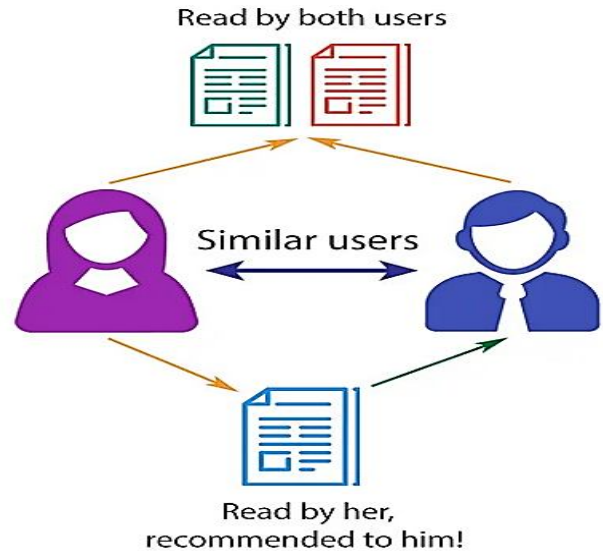 Read by both users
Similar users
Read by her,
recommended to him!